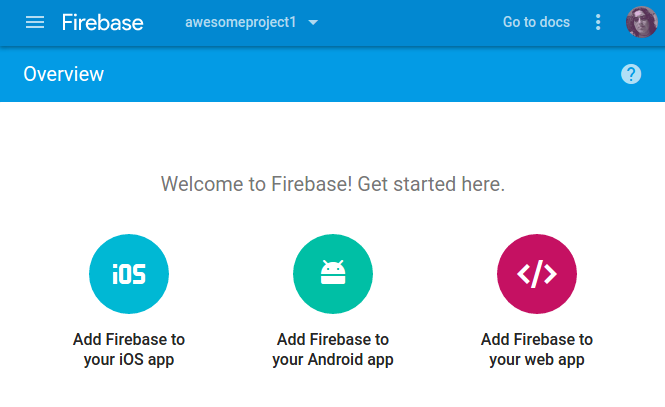 Firebase awesomeproject1 Go to docs
Overview ?
Welcome to Firebase! Get started here.
iOS </>
Add Firebase to Add Firebase to Add Firebase to
your iOS app your Android app your web app